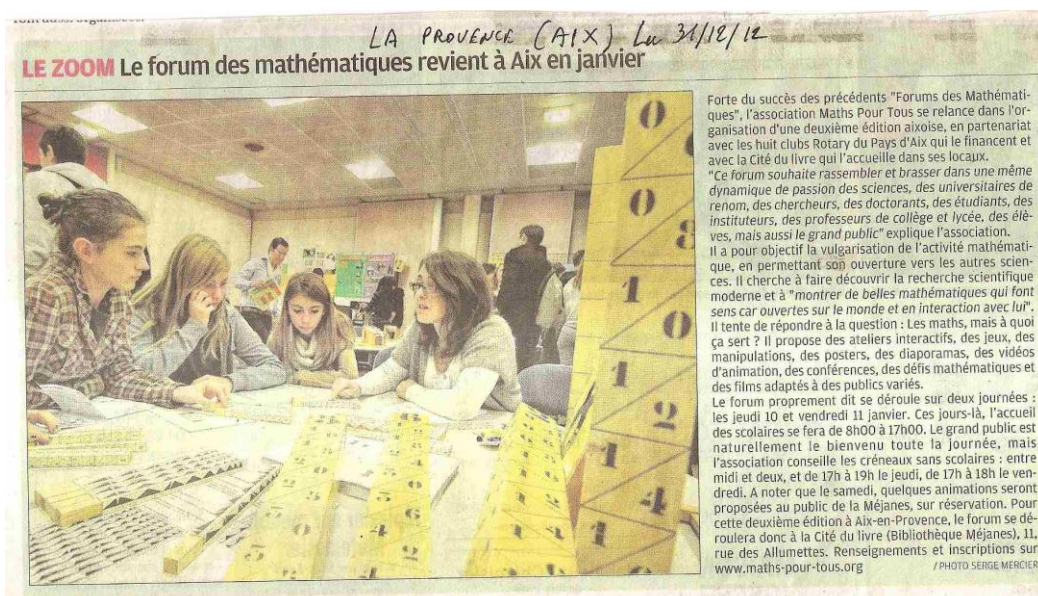 LA PROVENCE (AIX) Le 31/12/12
LE ZOOM Le forum des mathématiques revient à Aix en janvier
Forte du succès des précédents "Forums des Mathémati-
ques", l'association Maths Pour Tous se relance dans l'or-
ganisation d'une deuxième édition aixoise, en partenariat
avec les huit clubs Rotary du Pays d'Aix qui le financent et
avec la Cité du livre qui l'accueille dans ses locaux.
"Ce forum souhaite rassembler et brasser dans une même
dynamique de passion des sciences, des universitaires de
renom, des chercheurs, des doctorants, des étudiants, des
instituteurs, des professeurs de collège et lycée, des élè-
ves, mais aussi le grand public" explique l'association.
Il a pour objectif la vulgarisation de l'activité mathémati-
que, en permettant son ouverture vers les autres scien-
ces. Il cherche à faire découvrir la recherche scientifique
moderne et à "montrer de belles mathématiques qui font
sens car ouvertes sur le monde et en interaction avec lui".
Il tente de répondre à la question : Les maths, mais à quoi
ça sert ? Il propose des ateliers interactifs, des jeux, des
manipulations, des posters, des diaporamas, des vidéos
d'animation, des conférences, des défis mathématiques et
des films adaptés à des publics variés.
Le forum proprement dit se déroule sur deux journées :
les jeudi 10 et vendredi 11 janvier. Ces jours-là, l'accueil
des scolaires se fera de 8h00 à 17h00. Le grand public est
naturellement le bienvenu toute la journée, mais
l'association conseille les créneaux sans scolaires : entre
midi et deux, et de 17h à 19h le jeudi, de 17h à 18h le ven-
dredi. A noter que le samedi, quelques animations seront
proposées au public de la Méjanes, sur réservation. Pour
cette deuxième édition à Aix-en-Provence, le forum se dé-
roulera donc à la Cité du livre (Bibliothèque Méjanes), 11,
rue des Allumettes. Renseignements et inscriptions sur
www.maths-pour-tous.org
/ PHOTO SERGE MERCIER